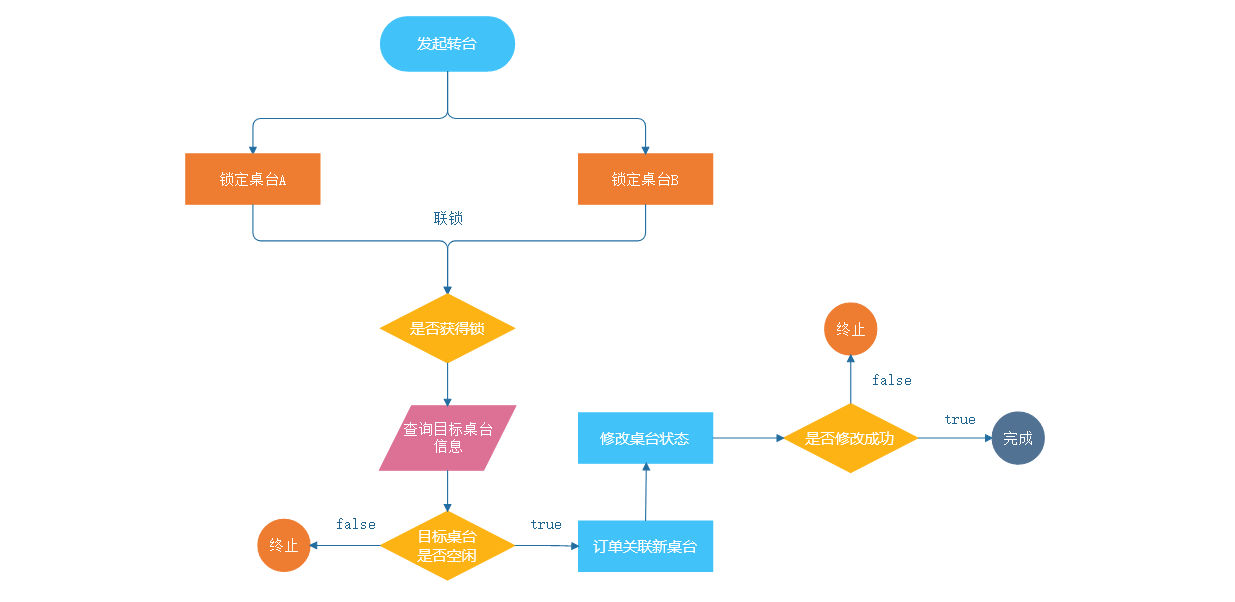 发起转台
锁定桌台A
锁定桌台B
联锁
是否获得锁
终止
false
查询目标桌台
信息
修改桌台状态
是否修改成功
true
完成
目标桌台
是否空闲
false
终止
true
订单关联新桌台